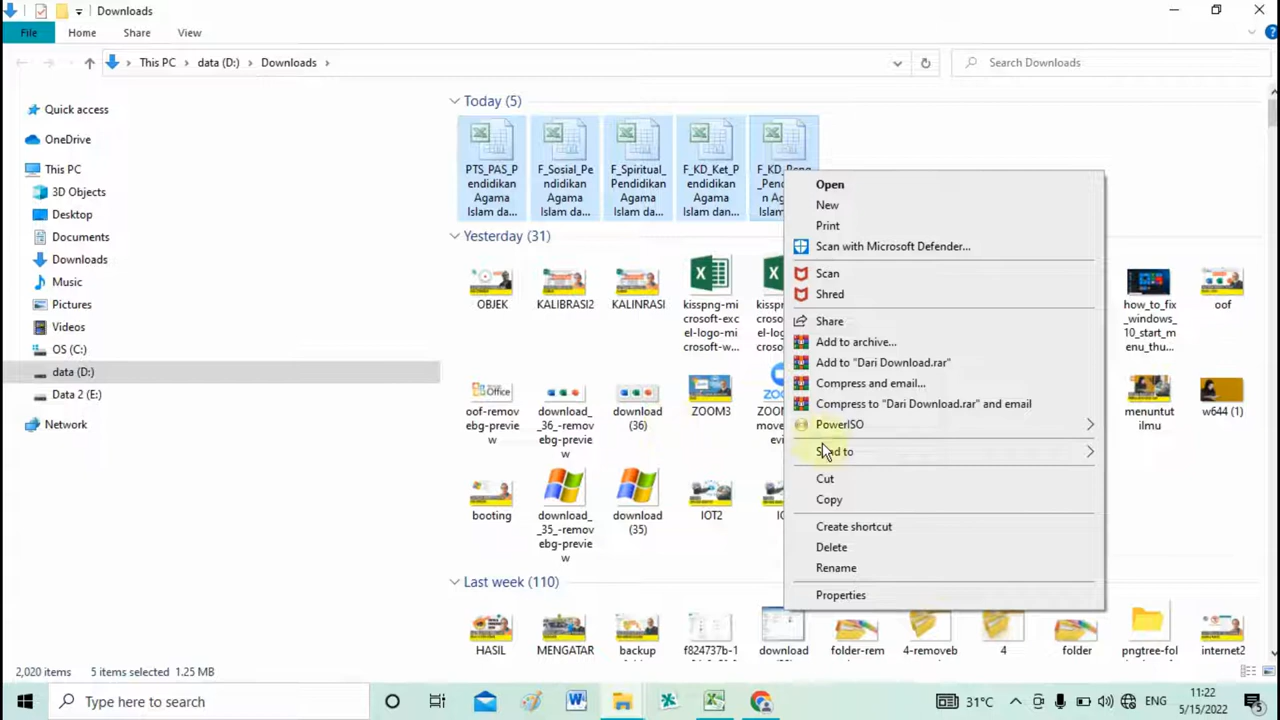 Downloads
File
Home
Share
View
This PC
data (D:)
Downloads
Search Downloads
Quick access
OneDrive
This PC
3D Objects
Desktop
Documents
Downloads
Music
Pictures
Videos
OS (C:)
data (D:)
Data 2 (E:)
Network
Today (5)
PTS_PAS_P
endidikan
Agama
Islam da...
F_Sosial_Pe
ndidikan
Agama
Islam da...
F_Spiritual_
Pendidikan
Agama
Islam da...
F_KD_Ket_P
endidikan
Agama
Islam dan...
Yesterday (31)
OBJEK
KALIBRASI2
KALINRASI
kisspng-mi
crosoft-exc
el-logo-mi
crosoft-w...
how_to_fix
_windows_
10_start_m
enu_thu...
oof
oof-remov
ebg-previe
w
download
_36_-remov
ebg-previe
w
download
(36)
ZOOM3
menuntut
ilmu
w644 (1)
booting
download_
_35_-remov
ebg-previe
w
download
(35)
IOT2
Last week (110)
HASIL
MENGATAR
backup
f824737b-1
download
folder-rem
4-removeb
4
folder
pngtree-fol
internet2
Open
New
Print
Scan with Microsoft Defender...
Scan
Shred
Share
Add to archive...
Add to "Dari Download.rar"
Compress and email...
Compress to "Dari Download.rar" and email
PowerISO
Cut
Copy
Create shortcut
Delete
Rename
Properties
2,020 items
5 items selected 1.25 MB
Type here to search
31°C
ENG
11:22
5/15/2022
5